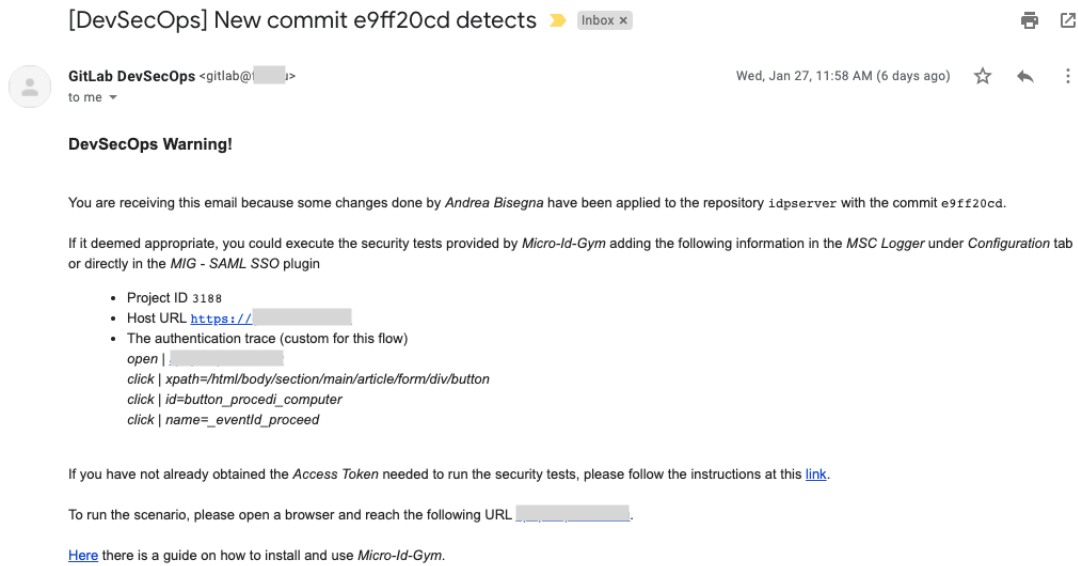 [DevSecOps] New commit e9ff20cd detects Inbox ×
GitLab DevSecOps <gitlab@ >
Wed, Jan 27, 11:58 AM (6 days ago)
to me
DevSecOps Warning!
You are receiving this email because some changes done by Andrea Bisegna have been applied to the repository idpserver with the commit e9ff20cd.
If it deemed appropriate, you could execute the security tests provided by Micro-Id-Gym adding the following information in the MSC Logger under Configuration tab
or directly in the MIG - SAML SSO plugin
• Project ID 3188
• Host URL https://
• The authentication trace (custom for this flow)
open |
click | xpath=/html/body/section/main/article/form/div/button
click | id=button_procedi_computer
click | name=_eventId_proceed
If you have not already obtained the Access Token needed to run the security tests, please follow the instructions at this link.
To run the scenario, please open a browser and reach the following URL .
Here there is a guide on how to install and use Micro-Id-Gym.